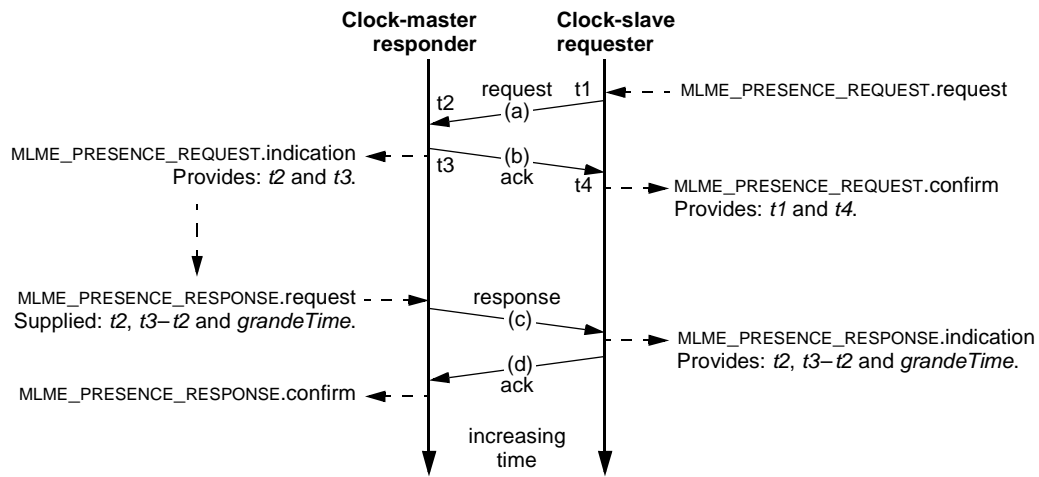 Clock-master
responder
Clock-slave
requester
request
t1
MLME_PRESENCE_REQUEST.request
t2
(a)
MLME_PRESENCE_REQUEST.indication
Provides: t2 and t3.
t3
(b)
ack
t4
MLME_PRESENCE_REQUEST.confirm
Provides: t1 and t4.
MLME_PRESENCE_RESPONSE.request
Supplied: t2, t3–t2 and grandeTime.
response
(c)
MLME_PRESENCE_RESPONSE.indication
Provides: t2, t3–t2 and grandeTime.
(d)
ack
MLME_PRESENCE_RESPONSE.confirm
increasing
time